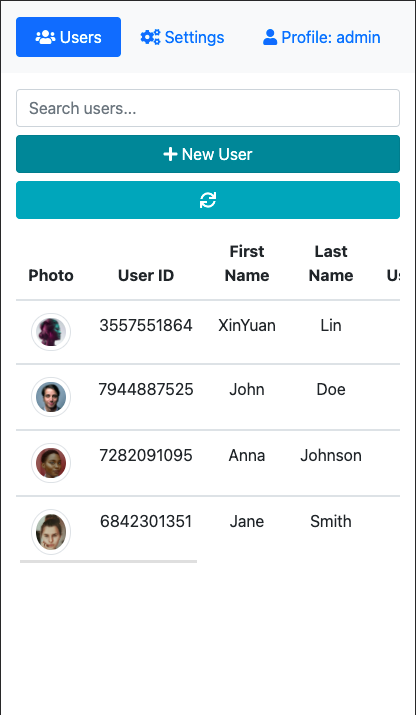 Users Settings Profile: admin
Search users...
New User
Photo User ID First Name Last Name Us
3557551864 XinYuan Lin
7944887525 John Doe
7282091095 Anna Johnson
6842301351 Jane Smith